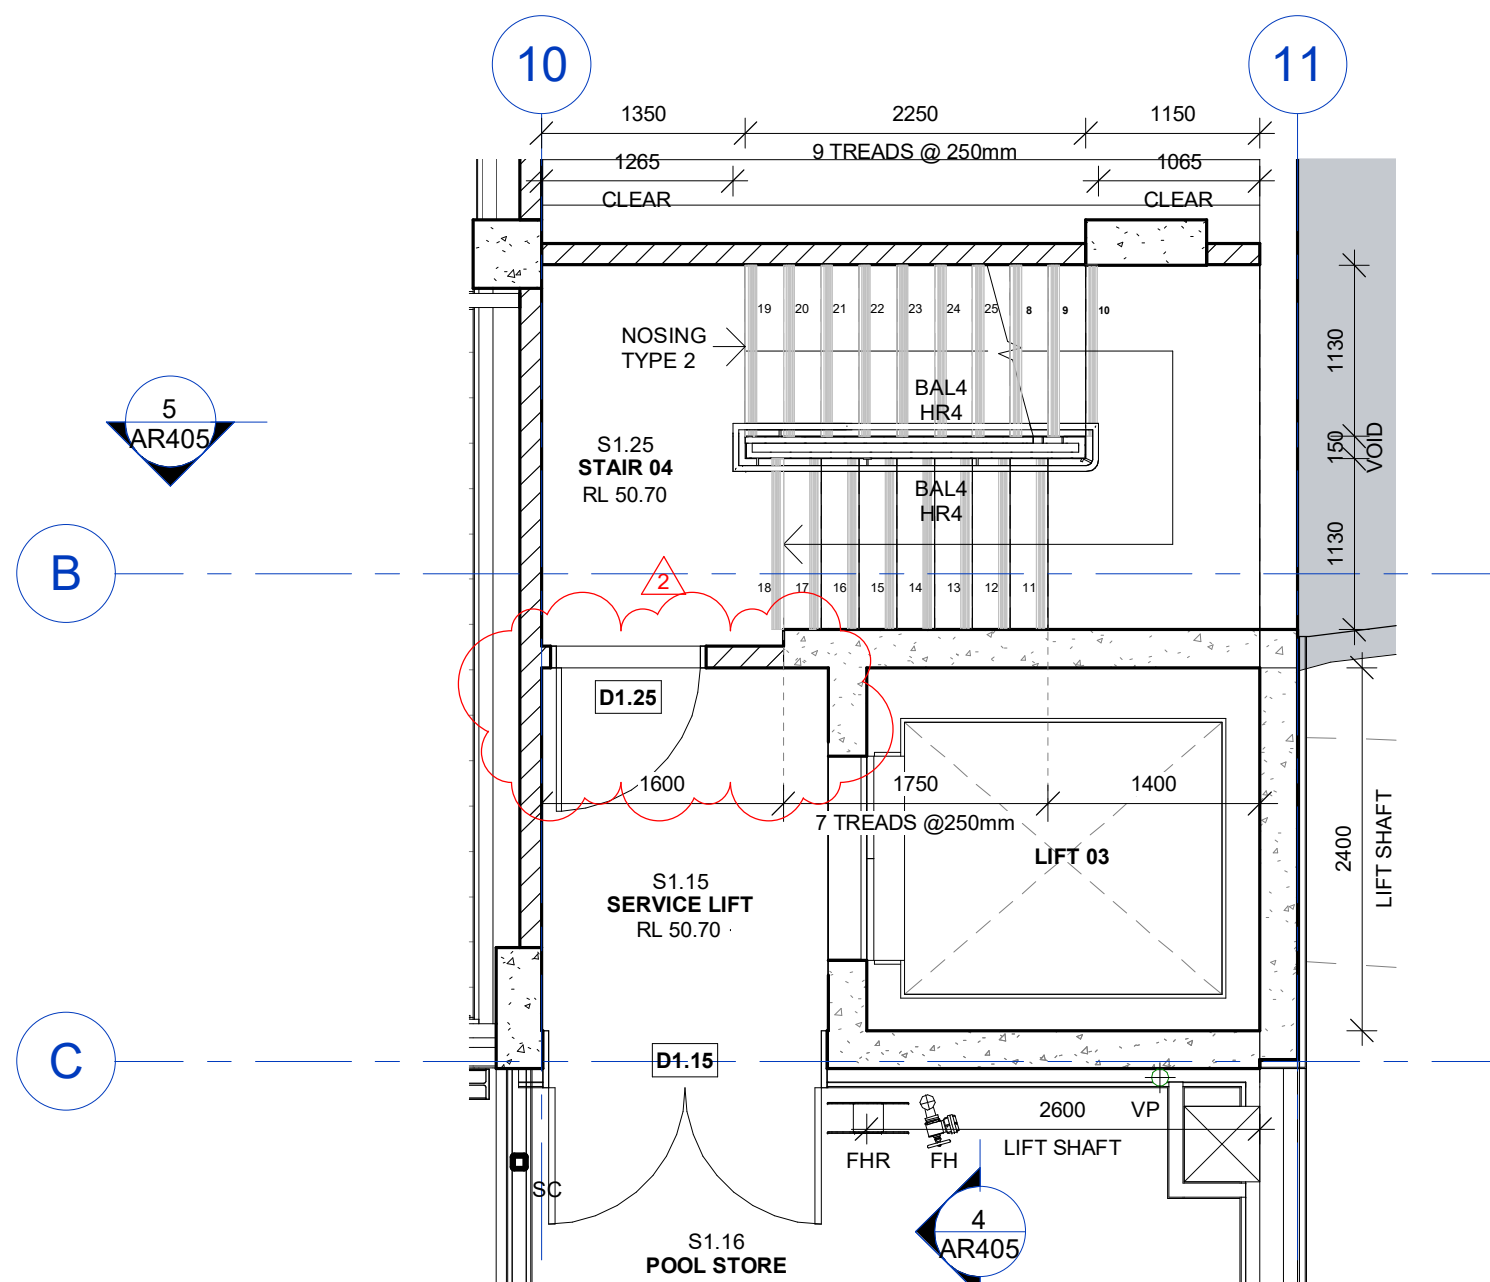 10
11
1350
2250
1150
9 TREADS @ 250mm
1265
1065
CLEAR
CLEAR
19
20
21
22
23
24
25
8
9
10
NOSING
TYPE 2
BAL4
HR4
1130
5
AR405
S1.25
STAIR 04
RL 50.70
150
VOID
BAL4
HR4
1130
B
2
18
17
16
15
14
13
12
11
D1.25
1600
1750
1400
7 TREADS @250mm
2400
LIFT SHAFT
LIFT 03
S1.15
SERVICE LIFT
RL 50.70
C
D1.15
2600
VP
LIFT SHAFT
FHR
FH
SC
4
AR405
S1.16
POOL STORE